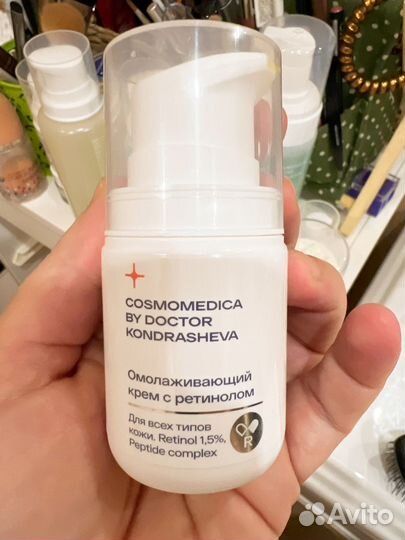 COSMOMEDICA
BY DOCTOR
KONDRASHEVA
Омолаживающий
крем с ретинолом
Для всех типов
кожи. Retinol 1,5%,
Peptide complex
R
Avito